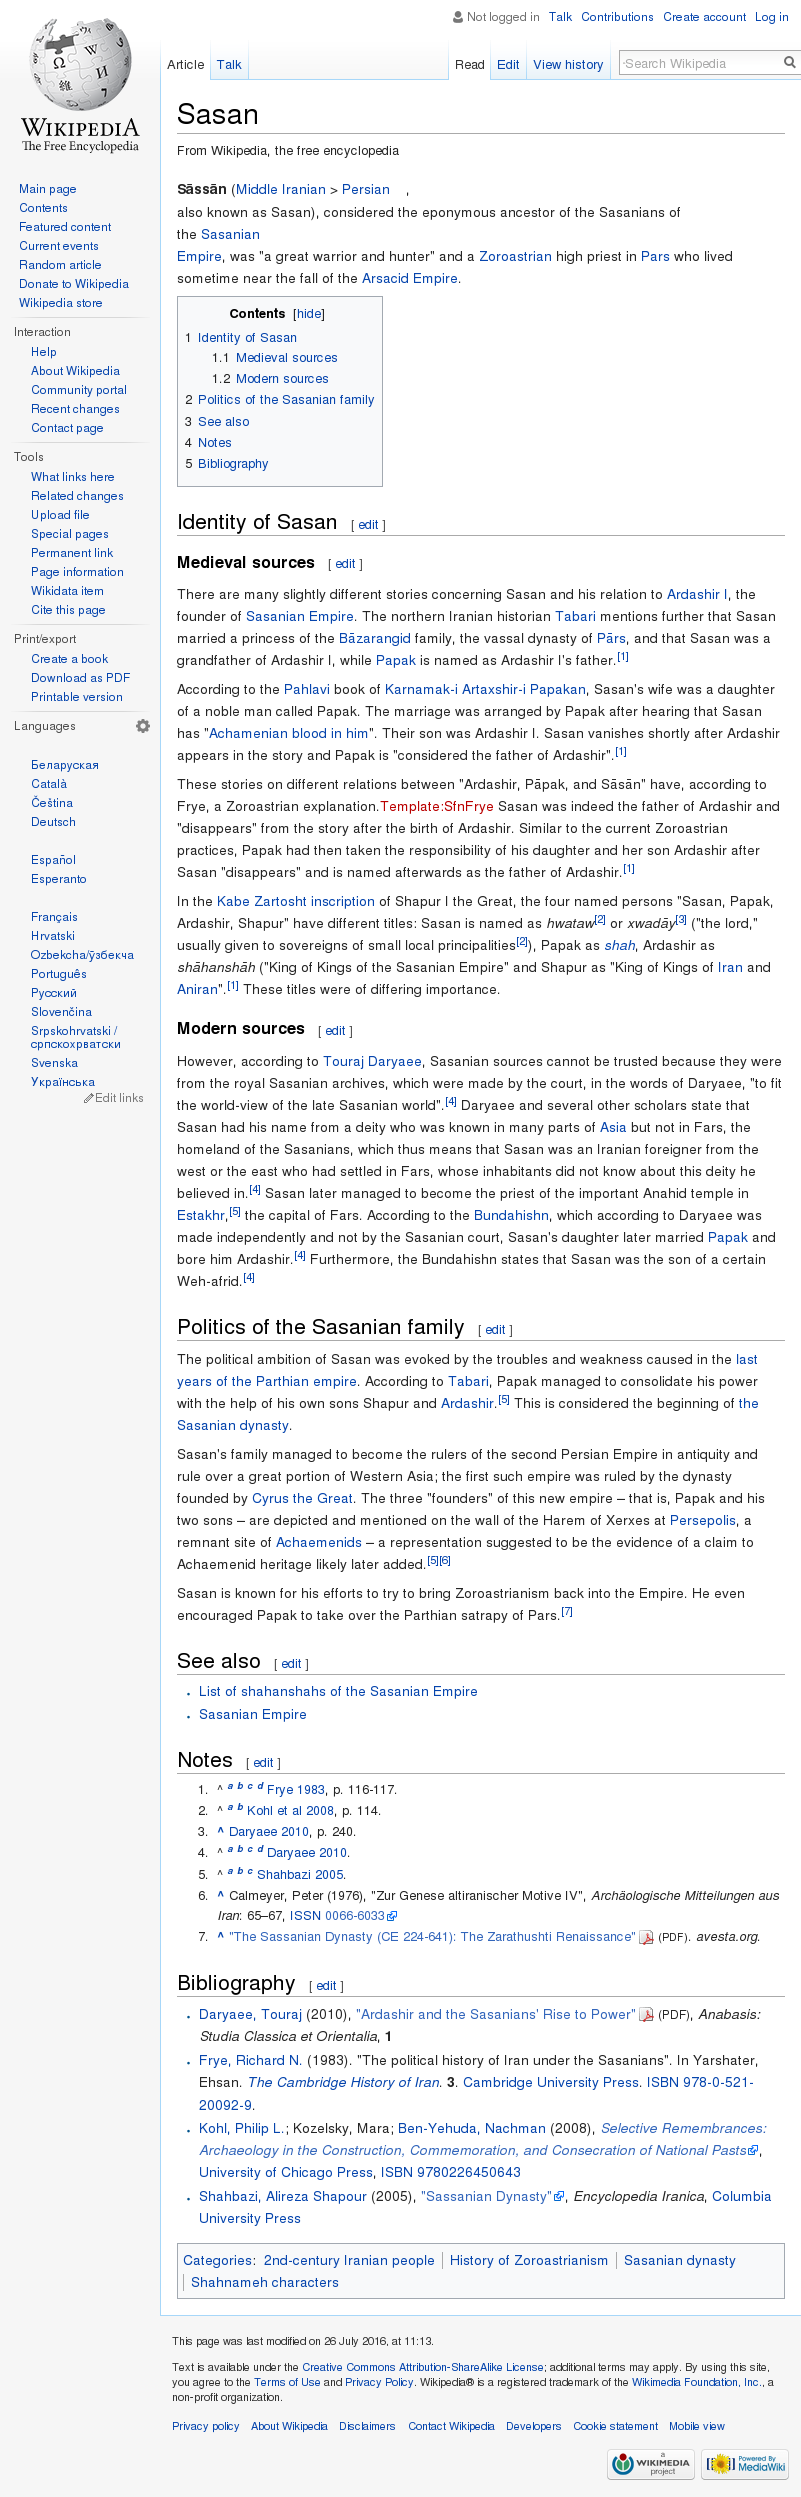 Not logged in Talk Contributions Create account Log in
Article Talk Read Edit View history Search Wikipedia
WIKIPEDIA
The Free Encyclopedia
Main page
Contents
Featured content
Current events
Random article
Donate to Wikipedia
Wikipedia store
Interaction
Help
About Wikipedia
Community portal
Recent changes
Contact page
Tools
What links here
Related changes
Upload file
Special pages
Permanent link
Page information
Wikidata item
Cite this page
Print/export
Create a book
Download as PDF
Printable version
Languages
Беларуская
Català
Čeština
Deutsch
Español
Esperanto
Français
Hrvatski
Oʻzbekcha/ўзбекча
Português
Русский
Slovenčina
Srpskohrvatski /
српскохрватски
Svenska
Українська
Edit links
Sasan
From Wikipedia, the free encyclopedia
Sāssān (Middle Iranian > Persian ,
also known as Sasan), considered the eponymous ancestor of the Sasanians of
the Sasanian
Empire, was "a great warrior and hunter" and a Zoroastrian high priest in Pars who lived
sometime near the fall of the Arsacid Empire.
Contents [hide]
1 Identity of Sasan
1.1 Medieval sources
1.2 Modern sources
2 Politics of the Sasanian family
3 See also
4 Notes
5 Bibliography
Identity of Sasan [ edit ]
Medieval sources [ edit ]
There are many slightly different stories concerning Sasan and his relation to Ardashir I, the
founder of Sasanian Empire. The northern Iranian historian Tabari mentions further that Sasan
married a princess of the Bāzarangid family, the vassal dynasty of Pārs, and that Sasan was a
grandfather of Ardashir I, while Papak is named as Ardashir I's father.[1]
According to the Pahlavi book of Karnamak-i Artaxshir-i Papakan, Sasan's wife was a daughter
of a noble man called Papak. The marriage was arranged by Papak after hearing that Sasan
has "Achamenian blood in him". Their son was Ardashir I. Sasan vanishes shortly after Ardashir
appears in the story and Papak is "considered the father of Ardashir".[1]
These stories on different relations between "Ardashir, Pāpak, and Sāsān" have, according to
Frye, a Zoroastrian explanation.Template:SfnFrye Sasan was indeed the father of Ardashir and
"disappears" from the story after the birth of Ardashir. Similar to the current Zoroastrian
practices, Papak had then taken the responsibility of his daughter and her son Ardashir after
Sasan "disappears" and is named afterwards as the father of Ardashir.[1]
In the Kabe Zartosht inscription of Shapur I the Great, the four named persons "Sasan, Papak,
Ardashir, Shapur" have different titles: Sasan is named as hwataw[2] or xwadāy[3] ("the lord,"
usually given to sovereigns of small local principalities[2]), Papak as shah, Ardashir as
shāhanshāh ("King of Kings of the Sasanian Empire" and Shapur as "King of Kings of Iran and
Aniran".[1] These titles were of differing importance.
Modern sources [ edit ]
However, according to Touraj Daryaee, Sasanian sources cannot be trusted because they were
from the royal Sasanian archives, which were made by the court, in the words of Daryaee, "to fit
the world-view of the late Sasanian world".[4] Daryaee and several other scholars state that
Sasan had his name from a deity who was known in many parts of Asia but not in Fars, the
homeland of the Sasanians, which thus means that Sasan was an Iranian foreigner from the
west or the east who had settled in Fars, whose inhabitants did not know about this deity he
believed in.[4] Sasan later managed to become the priest of the important Anahid temple in
Estakhr,[5] the capital of Fars. According to the Bundahishn, which according to Daryaee was
made independently and not by the Sasanian court, Sasan's daughter later married Papak and
bore him Ardashir.[4] Furthermore, the Bundahishn states that Sasan was the son of a certain
Weh-afrid.[4]
Politics of the Sasanian family [ edit ]
The political ambition of Sasan was evoked by the troubles and weakness caused in the last
years of the Parthian empire. According to Tabari, Papak managed to consolidate his power
with the help of his own sons Shapur and Ardashir.[5] This is considered the beginning of the
Sasanian dynasty.
Sasan's family managed to become the rulers of the second Persian Empire in antiquity and
rule over a great portion of Western Asia; the first such empire was ruled by the dynasty
founded by Cyrus the Great. The three "founders" of this new empire – that is, Papak and his
two sons – are depicted and mentioned on the wall of the Harem of Xerxes at Persepolis, a
remnant site of Achaemenids – a representation suggested to be the evidence of a claim to
Achaemenid heritage likely later added.[5][6]
Sasan is known for his efforts to try to bring Zoroastrianism back into the Empire. He even
encouraged Papak to take over the Parthian satrapy of Pars.[7]
See also [ edit ]
• List of shahanshahs of the Sasanian Empire
• Sasanian Empire
Notes [ edit ]
1. ^ a b c d Frye 1983, p. 116-117.
2. ^ a b Kohl et al 2008, p. 114.
3. ^ Daryaee 2010, p. 240.
4. ^ a b c d Daryaee 2010.
5. ^ a b c Shahbazi 2005.
6. ^ Calmeyer, Peter (1976), "Zur Genese altiranischer Motive IV", Archäologische Mitteilungen aus
Iran: 65–67, ISSN 0066-6033
7. ^ "The Sassanian Dynasty (CE 224-641): The Zarathushti Renaissance" (PDF). avesta.org.
Bibliography [ edit ]
• Daryaee, Touraj (2010), "Ardashir and the Sasanians' Rise to Power" (PDF), Anabasis:
Studia Classica et Orientalia, 1
• Frye, Richard N. (1983). "The political history of Iran under the Sasanians". In Yarshater,
Ehsan. The Cambridge History of Iran. 3. Cambridge University Press. ISBN 978-0-521-
20092-9.
• Kohl, Philip L.; Kozelsky, Mara; Ben-Yehuda, Nachman (2008), Selective Remembrances:
Archaeology in the Construction, Commemoration, and Consecration of National Pasts,
University of Chicago Press, ISBN 9780226450643
• Shahbazi, Alireza Shapour (2005), "Sassanian Dynasty", Encyclopedia Iranica, Columbia
University Press
Categories: 2nd-century Iranian people | History of Zoroastrianism | Sasanian dynasty
| Shahnameh characters
This page was last modified on 26 July 2016, at 11:13.
Text is available under the Creative Commons Attribution-ShareAlike License; additional terms may apply. By using this site,
you agree to the Terms of Use and Privacy Policy. Wikipedia® is a registered trademark of the Wikimedia Foundation, Inc., a
non-profit organization.
Privacy policy About Wikipedia Disclaimers Contact Wikipedia Developers Cookie statement Mobile view
a WIKIMEDIA project Powered By MediaWiki